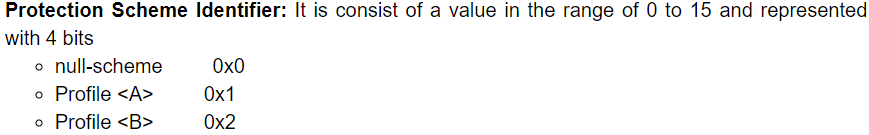 Protection Scheme Identifier: It is consist of a value in the range of 0 to 15 and represented
with 4 bits
○ null-scheme 0x0
○ Profile <A> 0x1
○ Profile <B> 0x2